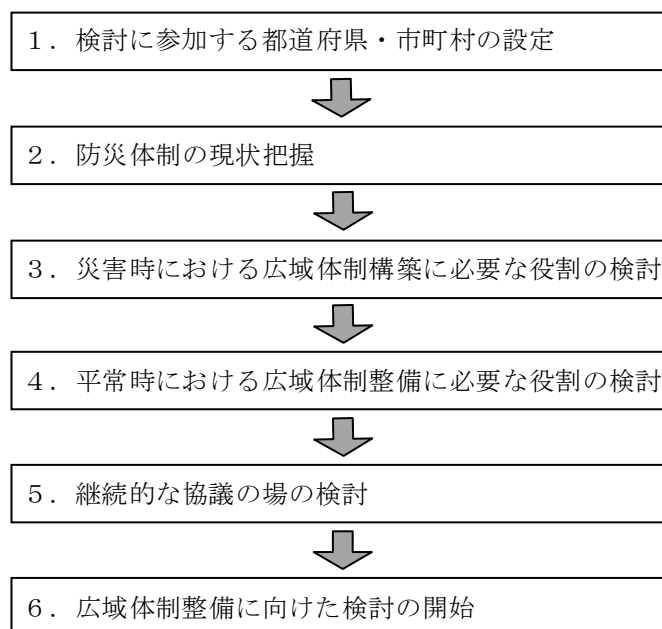 １．検討に参加する都道府県・市町村の設定
２．防災体制の現状把握
３．災害時における広域体制構築に必要な役割の検討
４．平常時における広域体制整備に必要な役割の検討
５．継続的な協議の場の検討
６．広域体制整備に向けた検討の開始